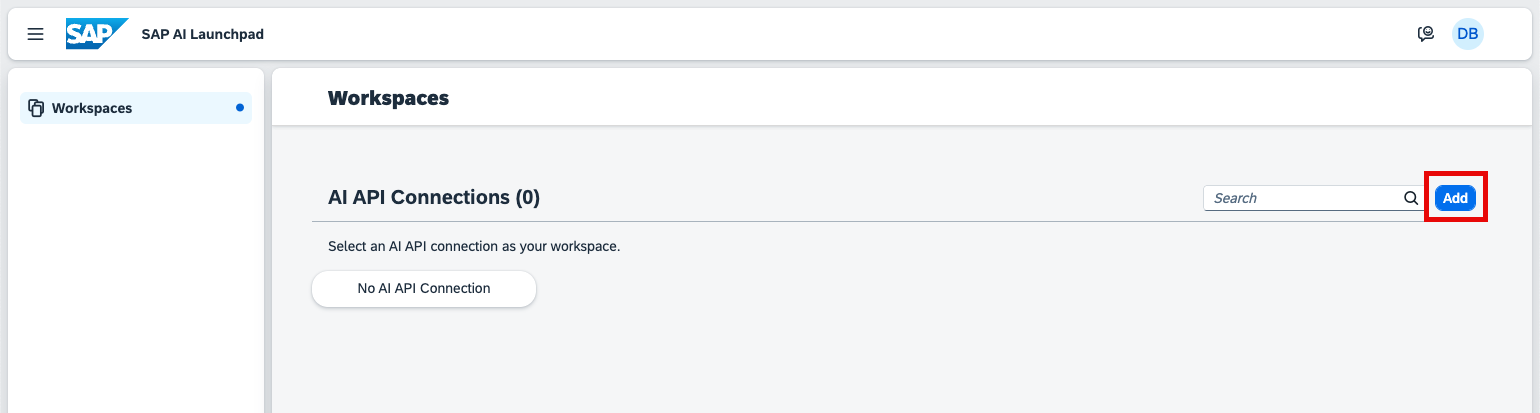 SAP SAP AI Launchpad DB
Workspaces
Workspaces
AI API Connections (0) Search Add
Select an AI API connection as your workspace.
No AI API Connection